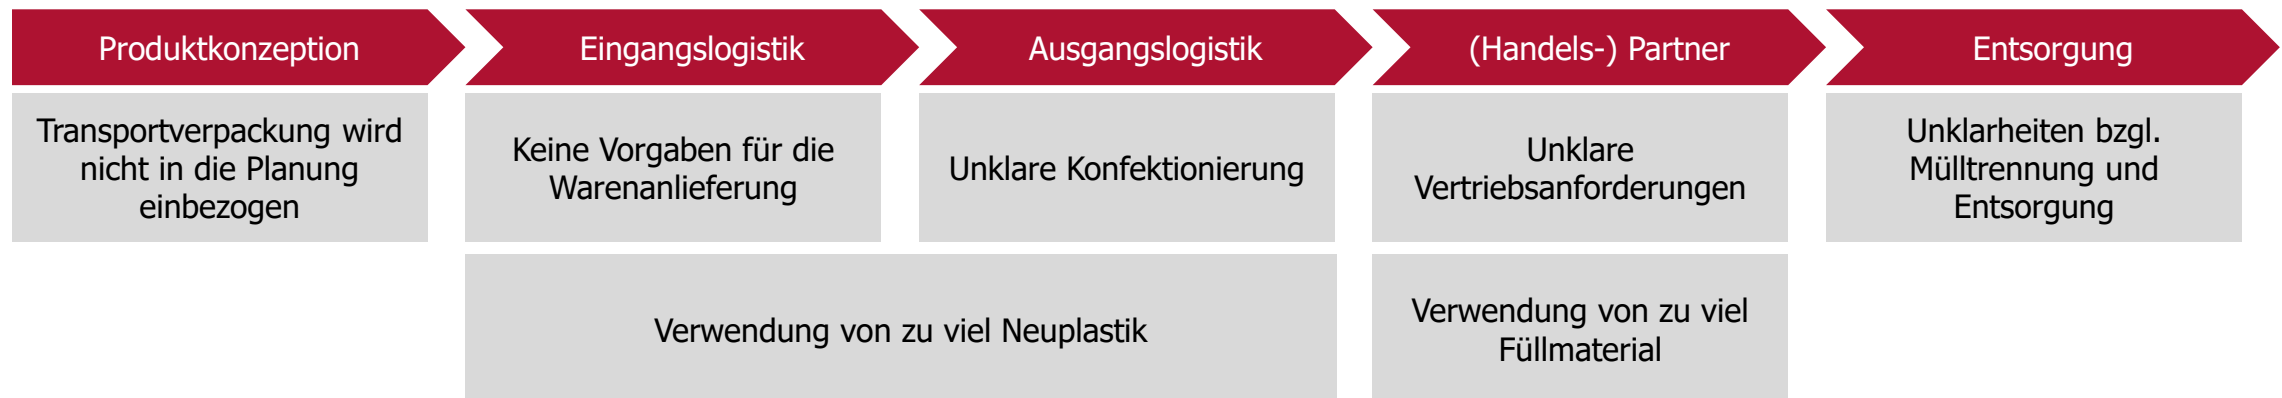 Produktkonzeption
Eingangslogistik
Ausgangslogistik
(Handels-) Partner
Entsorgung
Transportverpackung wird
nicht in die Planung
einbezogen
Keine Vorgaben für die
Warenanlieferung
Unklare Konfektionierung
Unklare
Vertriebsanforderungen
Unklarheiten bzgl.
Mülltrennung und
Entsorgung
Verwendung von zu viel Neuplastik
Verwendung von zu viel
Füllmaterial